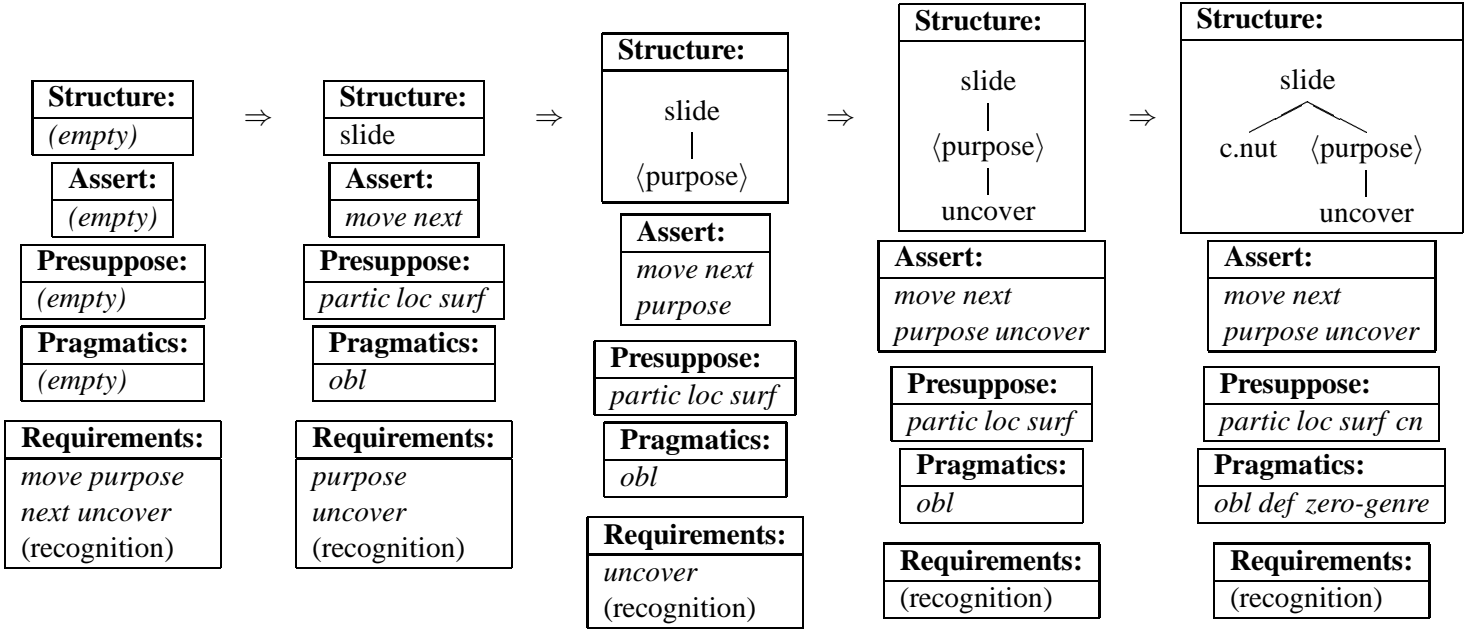 Structure:
(empty)
Assert:
(empty)
Presuppose:
(empty)
Pragmatics:
(empty)
Requirements:
move purpose
next uncover
(recognition)
⇒
Structure:
slide
Assert:
move next
Presuppose:
partic loc surf
Pragmatics:
obl
Requirements:
purpose
uncover
(recognition)
⇒
Structure:
slide
⟨purpose⟩
Assert:
move next
purpose
Presuppose:
partic loc surf
Pragmatics:
obl
Requirements:
uncover
(recognition)
⇒
Structure:
slide
⟨purpose⟩
uncover
Assert:
move next
purpose uncover
Presuppose:
partic loc surf
Pragmatics:
obl
Requirements:
(recognition)
⇒
Structure:
slide
c.nut ⟨purpose⟩
uncover
Assert:
move next
purpose uncover
Presuppose:
partic loc surf cn
Pragmatics:
obl def zero-genre
Requirements:
(recognition)